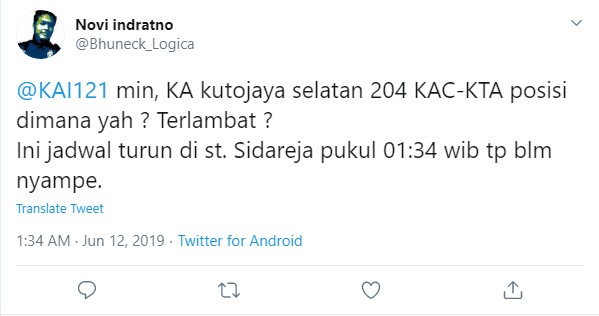 Novi indratno
@Bhuneck_Logica
@KAI121 min, KA kutojaya selatan 204 KAC-KTA posisi
dimana yah ? Terlambat ?
Ini jadwal turun di st. Sidareja pukul 01:34 wib tp blm
nyampe.
Translate Tweet
1:34 AM · Jun 12, 2019 · Twitter for Android